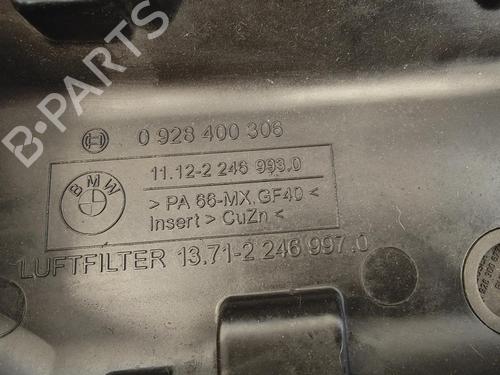 B-PARTS
0 928 400 306
BMW
11.12-2 246 993.0
> PA 66-MX.GF40 <
Insert > CuZn <
LUFTFILTER 13.71-2 246 997.0